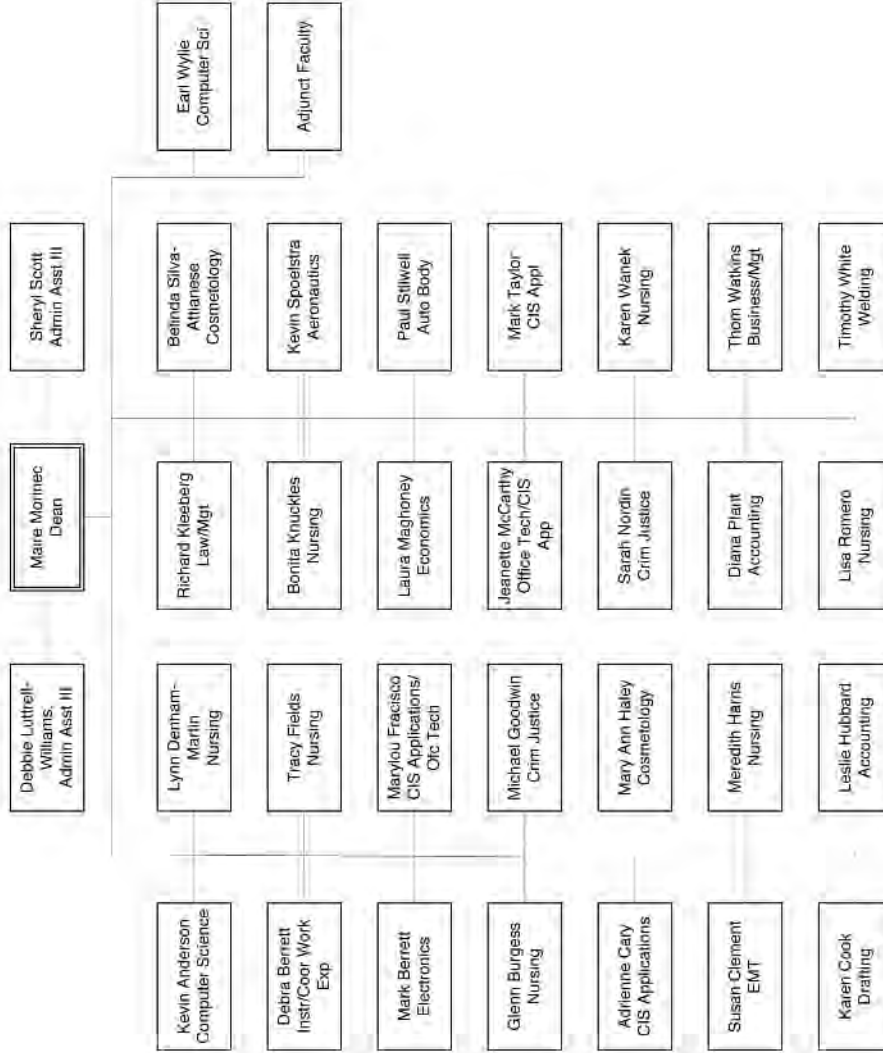 Maire Morinec
Dean
Debbie Luttrell-
Williams,
Admin Asst III
Sheryl Scott
Admin Asst III
Kevin Anderson
Computer Science
Lynn Denham-
Martin
Nursing
Richard Kleeberg
Law/Mgt
Belinda Silva-
Attianese
Cosmetology
Earl Wylie
Computer Sci
Debra Berrett
Instr/Coor Work
Exp
Tracy Fields
Nursing
Bonita Knuckles
Nursing
Kevin Spoelstra
Aeronautics
Adjunct Faculty
Mark Berrett
Electronics
Marylou Fracisco
CIS Applications/
Ofc Tech
Laura Maghoney
Economics
Paul Stilwell
Auto Body
Glenn Burgess
Nursing
Michael Goodwin
Crim Justice
Jeanette McCarthy
Office Tech/CIS
App
Mark Taylor
CIS Appl
Adrienne Cary
CIS Applications
Mary Ann Haley
Cosmetology
Sarah Nordin
Crim Justice
Karen Wanek
Nursing
Susan Clement
EMT
Meredith Harris
Nursing
Diana Plant
Accounting
Thom Watkins
Business/Mgt
Karen Cook
Drafting
Leslie Hubbard
Accounting
Lisa Romero
Nursing
Timothy White
Welding